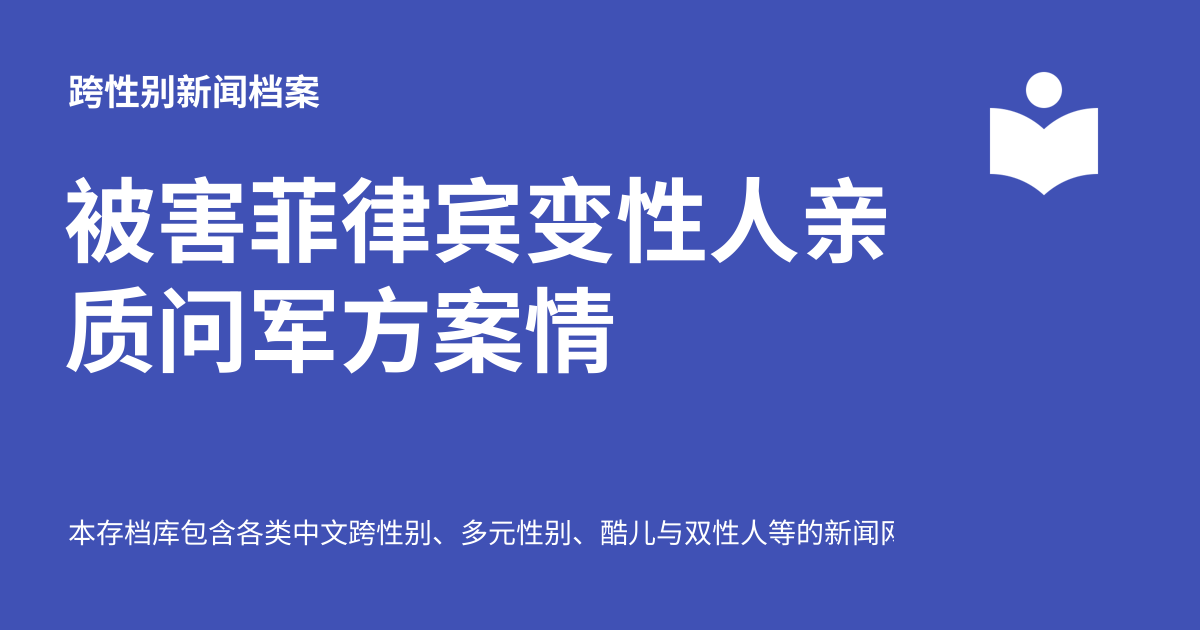 跨性别新闻档案
被害菲律宾变性人亲
质问军方案情
本存档库包含各类中文跨性别、多元性别、酷儿与双性人等的新闻网